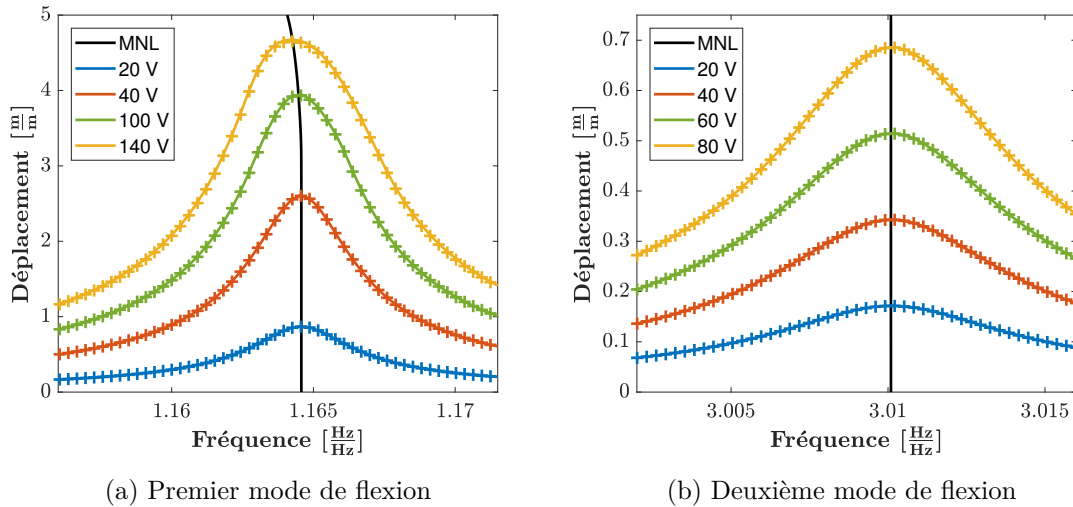 5
4
3
2
1
0
Déplacement [m/m]
MNL
20 V
40 V
100 V
140 V
1.16
1.165
1.17
Fréquence [Hz/Hz]
(a) Premier mode de flexion
0.7
0.6
0.5
0.4
0.3
0.2
0.1
0
Déplacement [m/m]
MNL
20 V
40 V
60 V
80 V
3.005
3.01
3.015
Fréquence [Hz/Hz]
(b) Deuxième mode de flexion